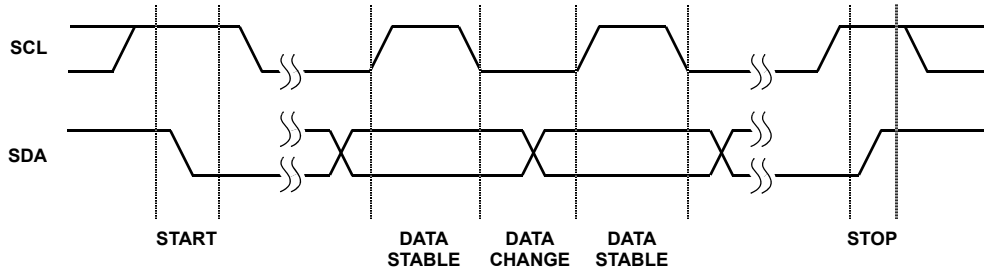 SCL
SDA
START
DATA
STABLE
DATA
CHANGE
DATA
STABLE
STOP